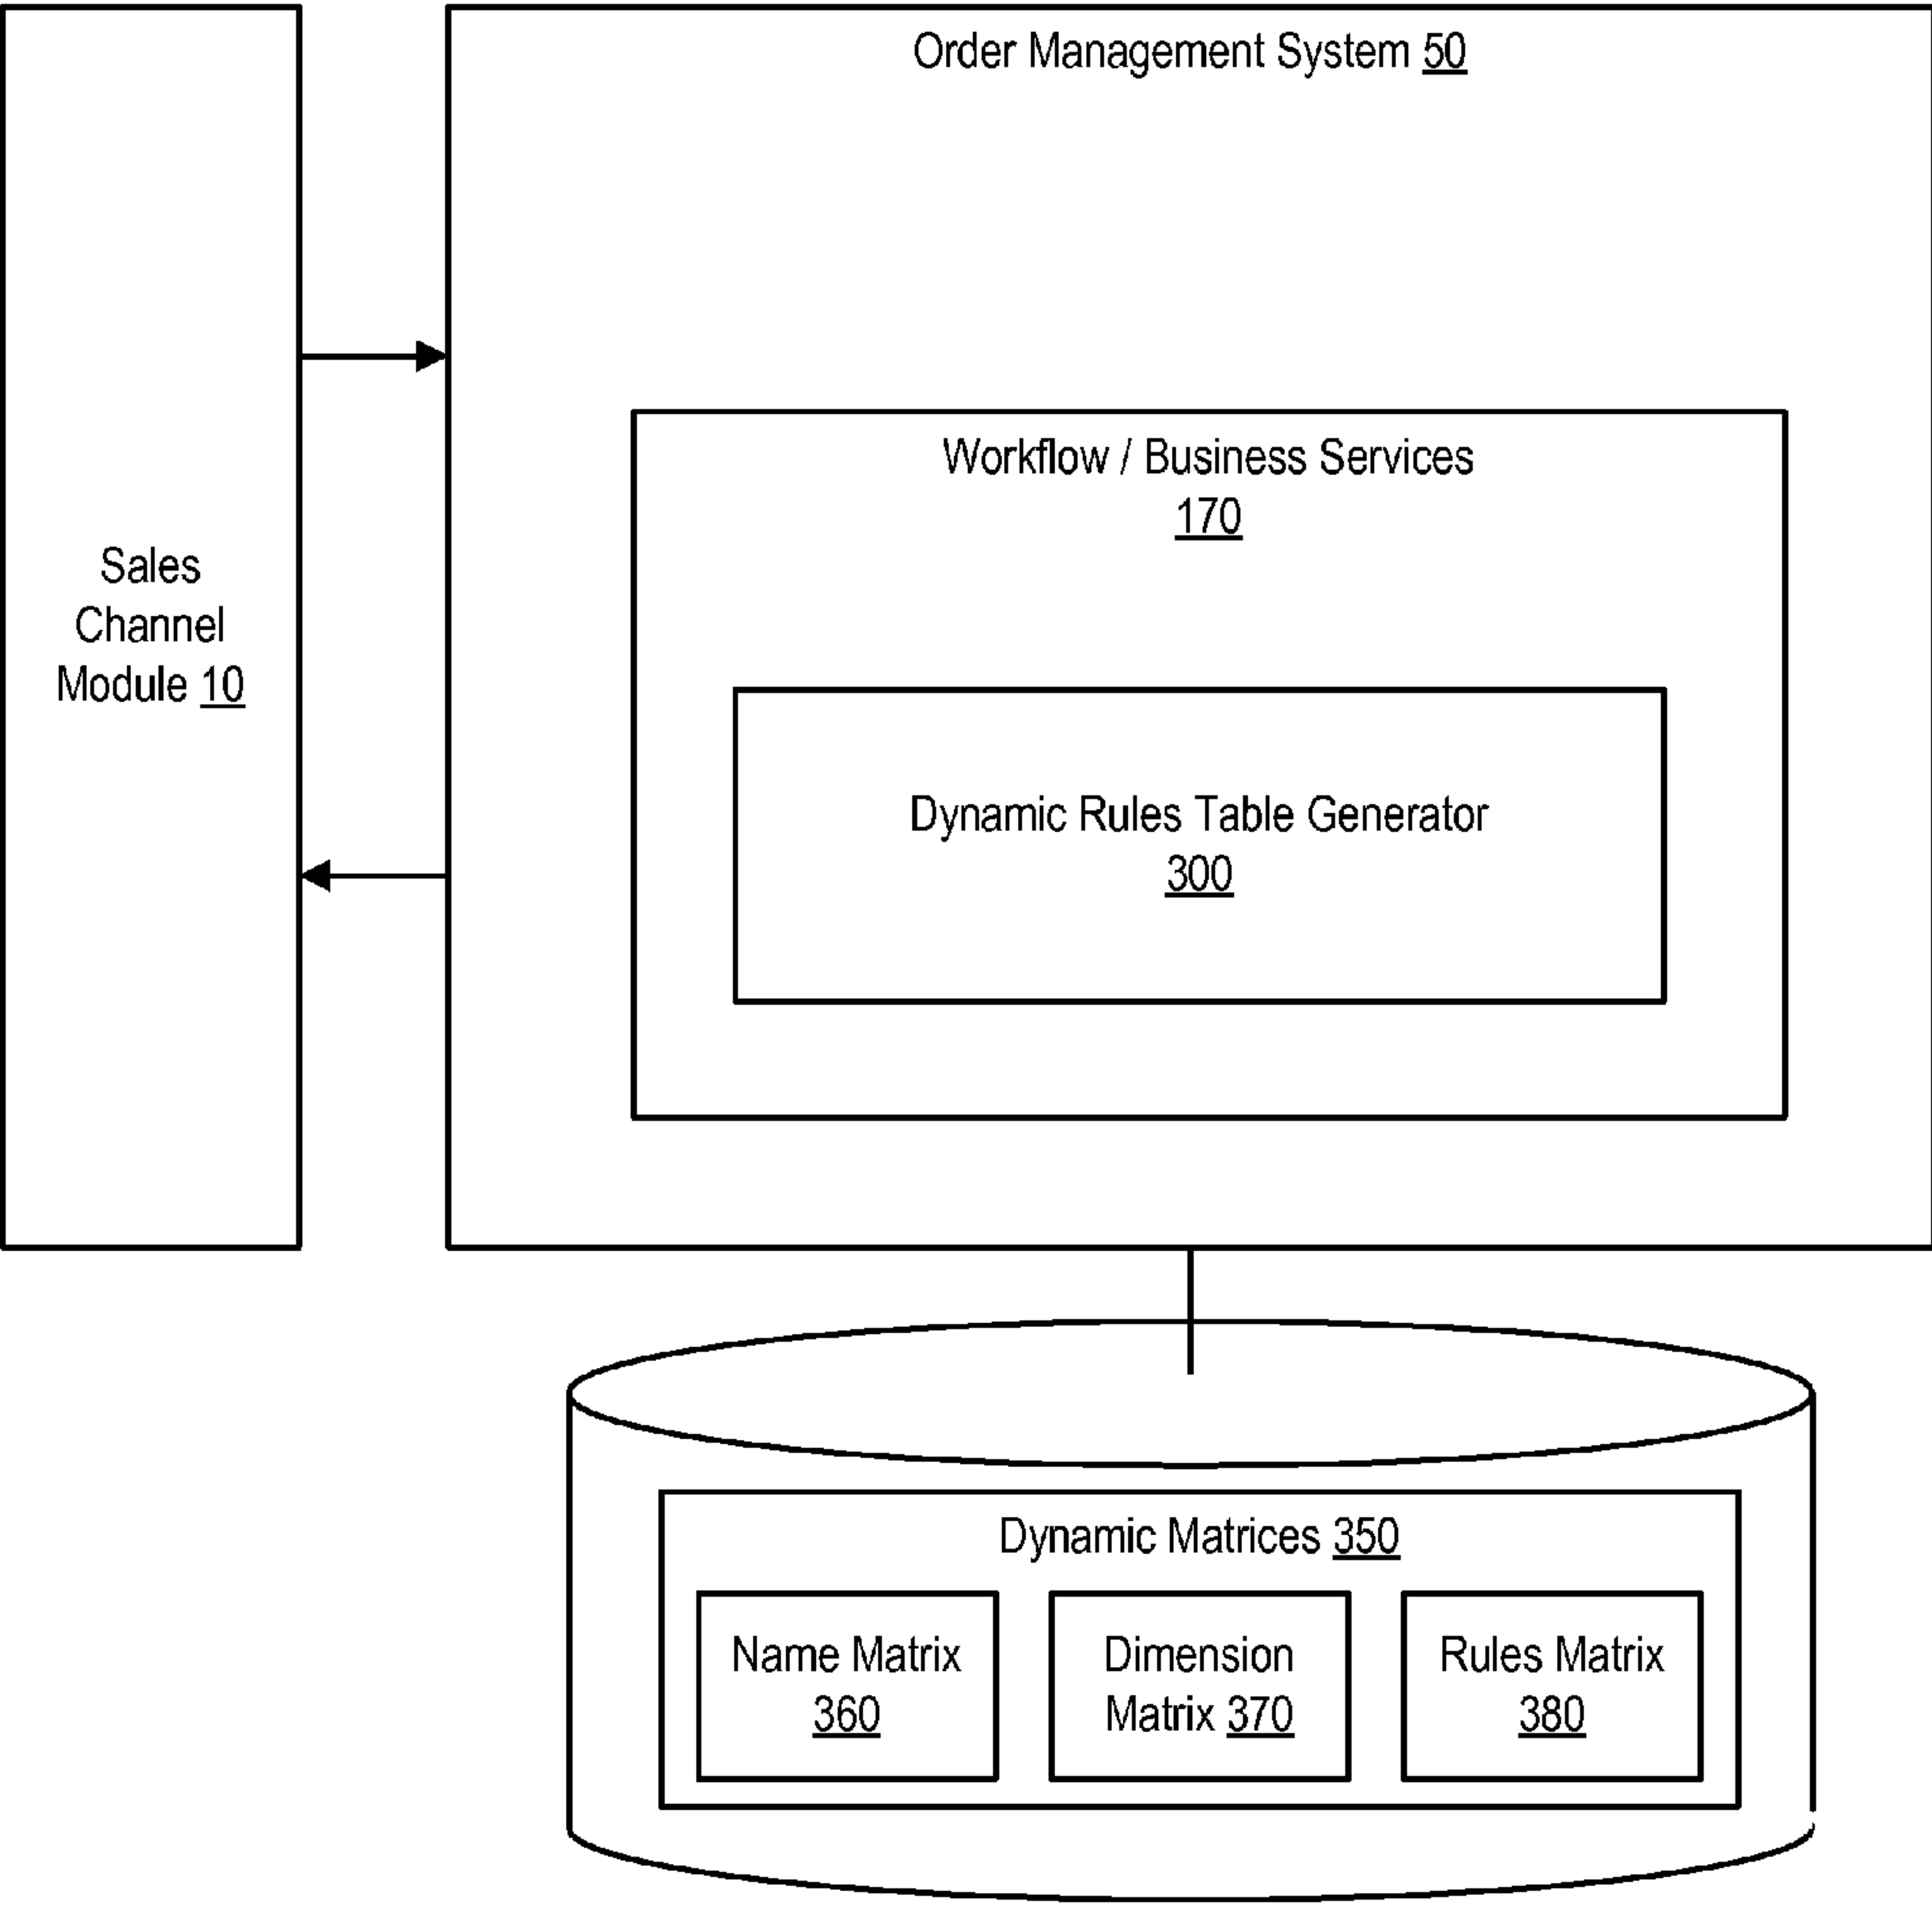 Order Management System 50
Workflow / Business Services
170
Sales
Channel
Module 10
Dynamic Rules Table Generator
300
Dynamic Matrices 350
Name Matrix
360
Dimension
Matrix 370
Rules Matrix
380